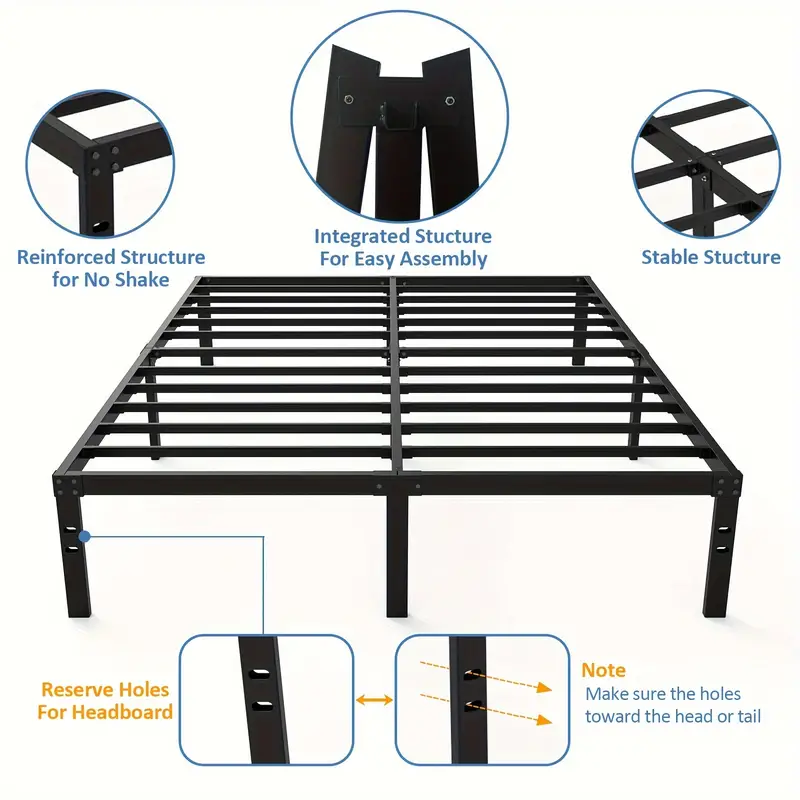 Integrated Stucture
For Easy Assembly
Reinforced Structure
for No Shake
Stable Stucture
Reserve Holes
For Headboard
Note
Make sure the holes
toward the head or tail